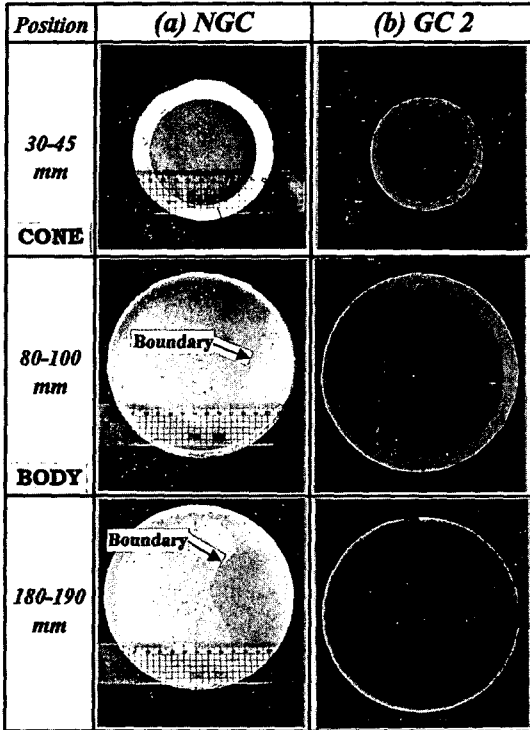 Position
(a) NGC
(b) GC 2
30-45
mm
CONE
80-100
mm
BODY
Boundary
180-190
mm
Boundary